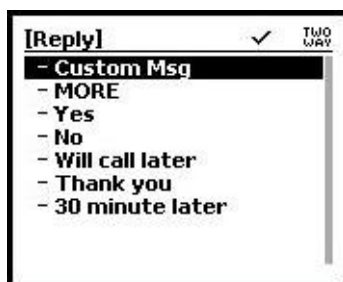 [Reply] TWO WAY
- Custom Msg
- MORE
- Yes
- No
- Will call later
- Thank you
- 30 minute later